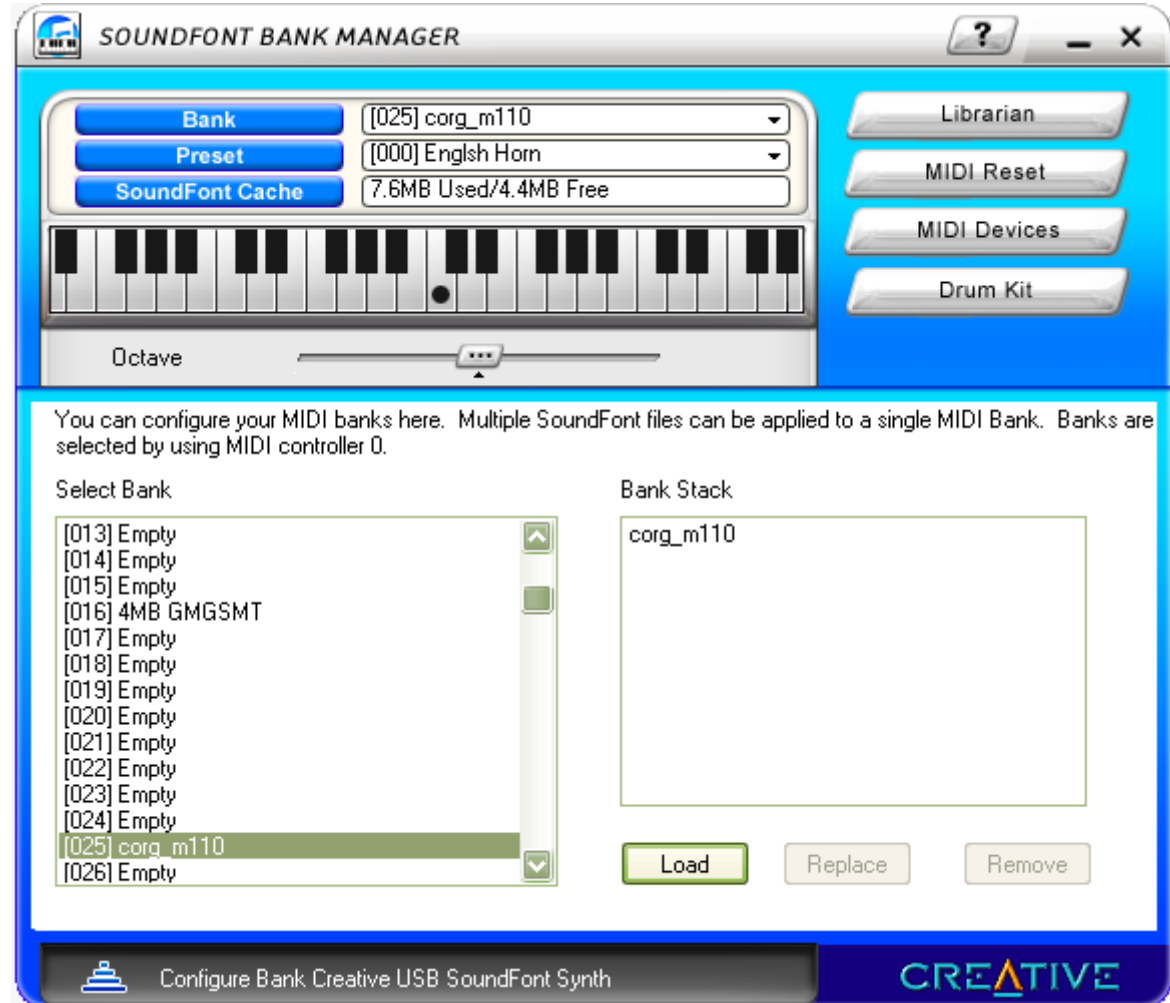 SOUNDFONT BANK MANAGER
?
Bank
[025] corg_m110
Preset
[000] Englsh Horn
SoundFont Cache
7.6MB Used/4.4MB Free
Librarian
MIDI Reset
MIDI Devices
Drum Kit
Octave
You can configure your MIDI banks here. Multiple SoundFont files can be applied to a single MIDI Bank. Banks are
selected by using MIDI controller 0.
Select Bank
[013] Empty
[014] Empty
[015] Empty
[016] 4MB GMGSMT
[017] Empty
[018] Empty
[019] Empty
[020] Empty
[021] Empty
[022] Empty
[023] Empty
[024] Empty
[025] corg_m110
[026] Empty
Bank Stack
corg_m110
Load
Replace
Remove
Configure Bank Creative USB SoundFont Synth
CREATIVE